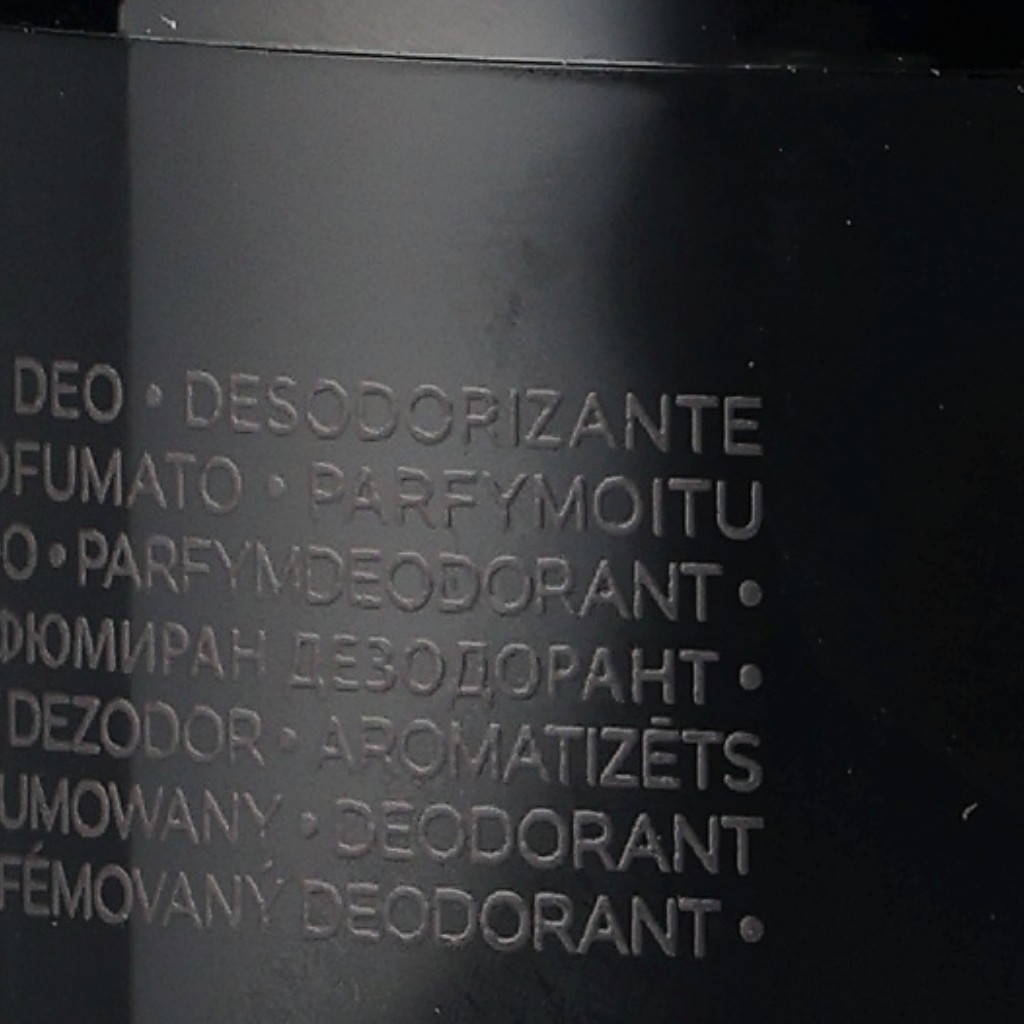 DEO • DESODORIZANTE
OFUMATO • PARFYMOITU
O • PARFYMDEODORANT •
ФЮМИРАН ДЕЗОДОРАНТ •
DEZODOR • AROMATIZĒTS
UMOWANY • DEODORANT
FÉMOVANÝ DEODORANT •